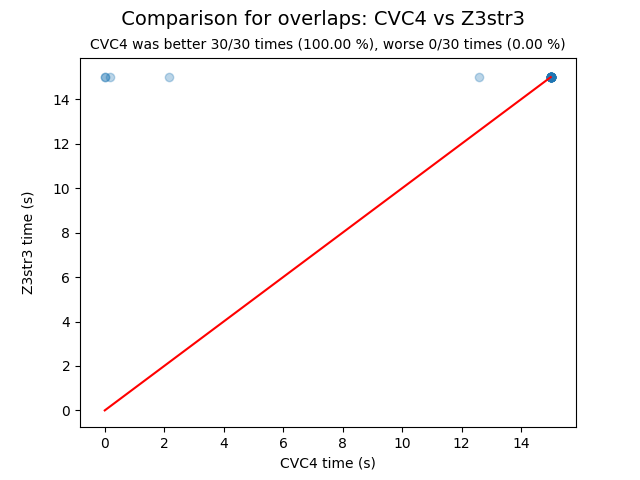 Comparison for overlaps: CVC4 vs Z3str3
CVC4 was better 30/30 times (100.00 %), worse 0/30 times (0.00 %)
14
12
10
8
6
4
2
0
Z3str3 time (s)
0 2 4 6 8 10 12 14
CVC4 time (s)